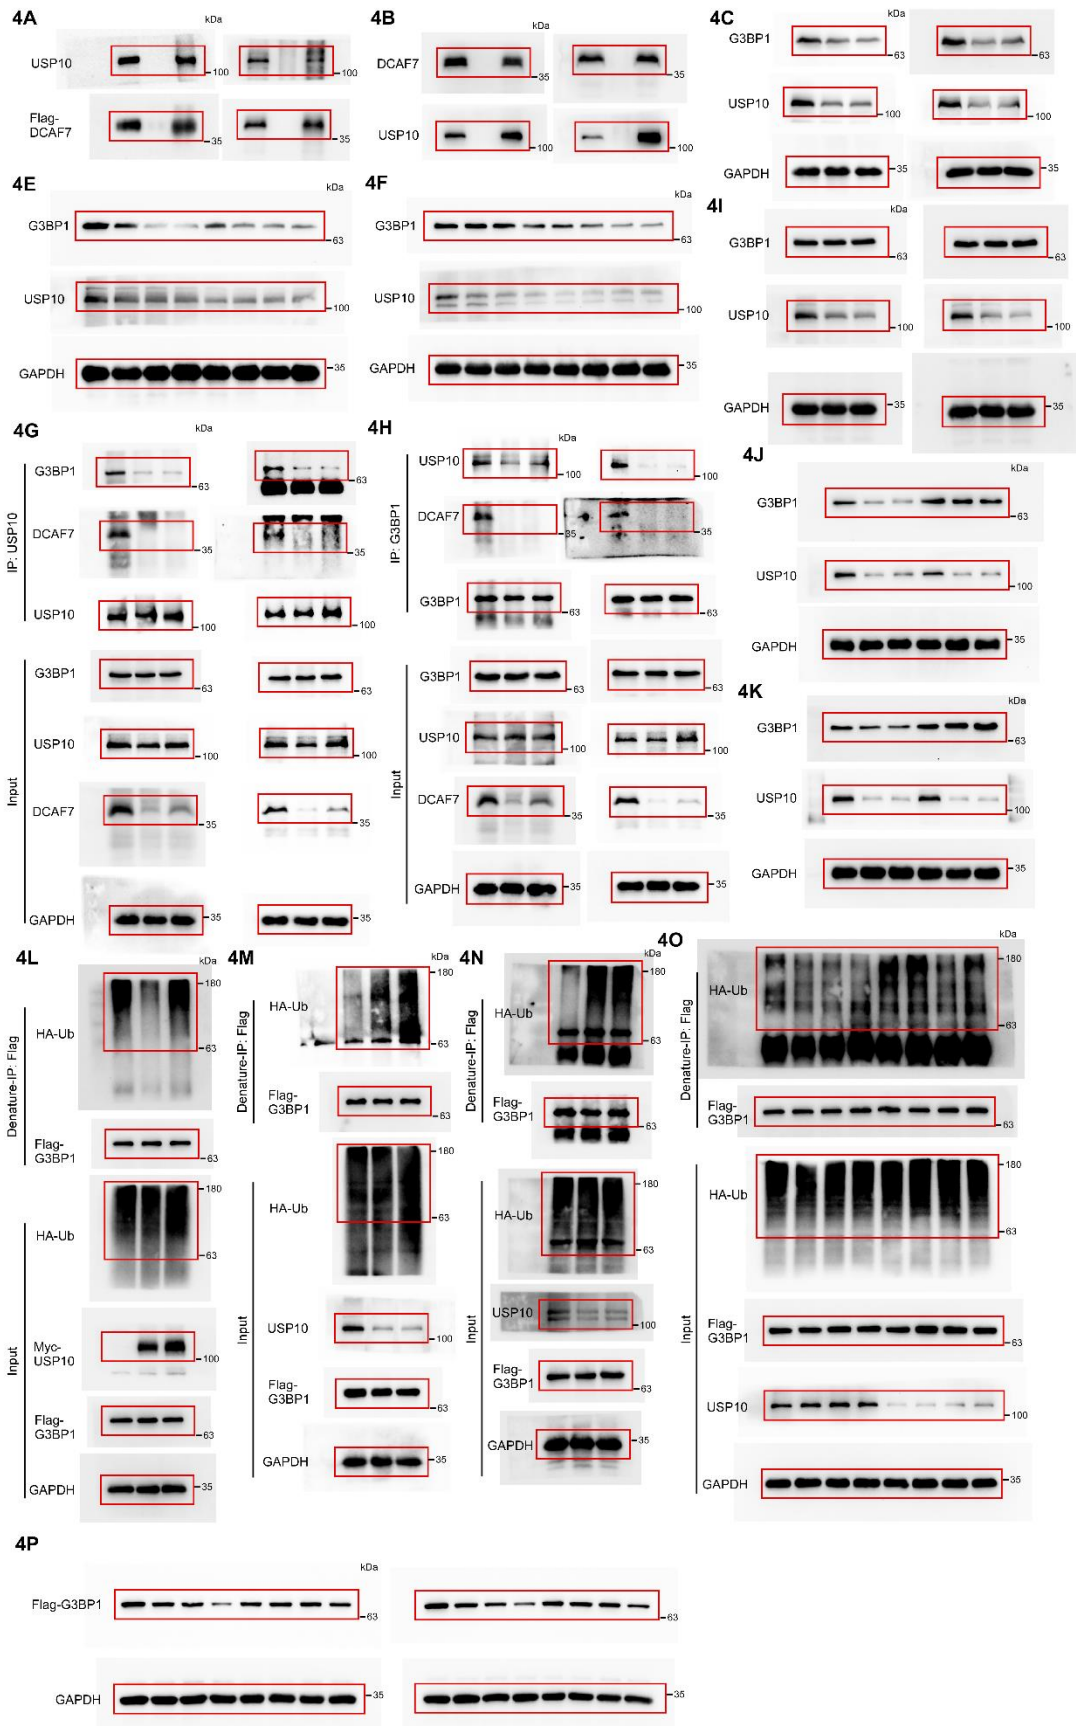 4A
kDa
USP10
100
100
Flag-
DCAF7
35
35
4B
kDa
DCAF7
35
35
USP10
100
100
4C
kDa
G3BP1
63
63
USP10
100
100
GAPDH
35
35
4E
kDa
G3BP1
63
USP10
100
GAPDH
35
4F
kDa
G3BP1
63
USP10
100
GAPDH
35
4I
kDa
G3BP1
63
63
USP10
100
100
GAPDH
35
35
4G
kDa
IP: USP10
G3BP1
63
63
DCAF7
35
35
USP10
100
100
Input
G3BP1
63
63
USP10
100
100
DCAF7
35
35
GAPDH
35
35
4H
kDa
IP: G3BP1
USP10
100
100
DCAF7
35
35
G3BP1
63
63
Input
G3BP1
63
63
USP10
100
100
DCAF7
35
35
GAPDH
35
35
4J
kDa
G3BP1
63
USP10
100
GAPDH
35
4K
kDa
G3BP1
63
USP10
100
GAPDH
35
4L
kDa
Denature-IP: Flag
HA-Ub
180
63
Flag-
G3BP1
63
Input
HA-Ub
180
63
Myc-
USP10
100
Flag-
G3BP1
63
GAPDH
35
4M
kDa
Denature-IP: Flag
HA-Ub
180
63
Flag-
G3BP1
63
Input
HA-Ub
180
63
USP10
100
Flag-
G3BP1
63
GAPDH
35
4N
kDa
Denature-IP: Flag
HA-Ub
180
63
Flag-
G3BP1
63
Input
HA-Ub
180
63
USP10
100
Flag-
G3BP1
63
GAPDH
35
4O
kDa
Denature-IP: Flag
HA-Ub
180
63
Flag-
G3BP1
63
Input
HA-Ub
180
63
Flag-
G3BP1
63
USP10
100
GAPDH
35
4P
kDa
Flag-G3BP1
63
63
GAPDH
35
35